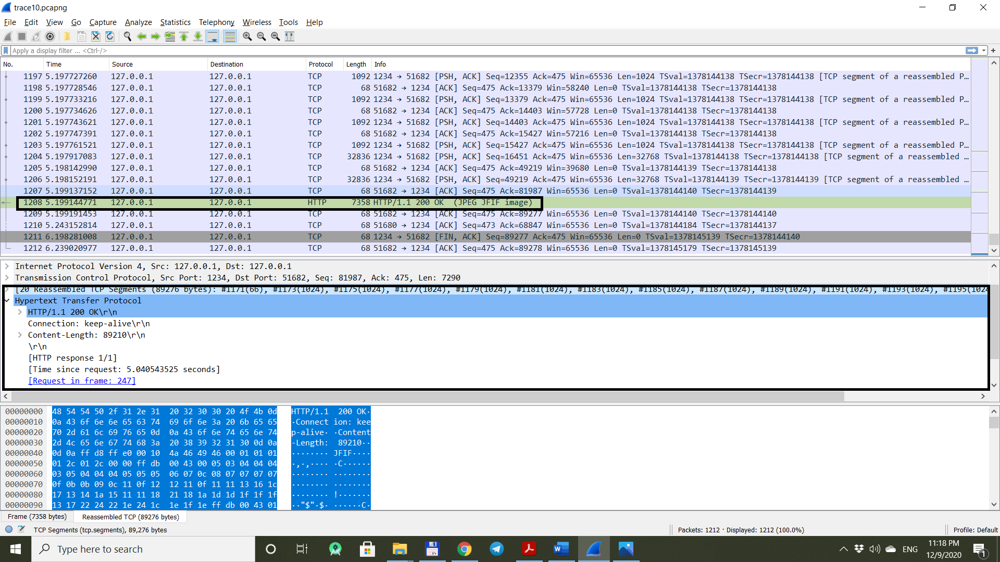 trace10.pcapng
File Edit View Go Capture Analyze Statistics Telephony Wireless Tools Help
Apply a display filter ... <Ctrl-/>
No. Time Source Destination Protocol Length Info
1197 5.197727260 127.0.0.1 127.0.0.1 TCP 1092 1234 → 51682 [PSH, ACK] Seq=12355 Ack=475 Win=65536 Len=1024 TSval=1378144138 TSecr=1378144138 [TCP segment of a reassembled P…
1198 5.197728546 127.0.0.1 127.0.0.1 TCP 68 51682 → 1234 [ACK] Seq=475 Ack=13379 Win=58240 Len=0 TSval=1378144138 TSecr=1378144138
1199 5.197733216 127.0.0.1 127.0.0.1 TCP 1092 1234 → 51682 [PSH, ACK] Seq=13379 Ack=475 Win=65536 Len=1024 TSval=1378144138 TSecr=1378144138 [TCP segment of a reassembled P…
1200 5.197734626 127.0.0.1 127.0.0.1 TCP 68 51682 → 1234 [ACK] Seq=475 Ack=14403 Win=57728 Len=0 TSval=1378144138 TSecr=1378144138
1201 5.197743621 127.0.0.1 127.0.0.1 TCP 1092 1234 → 51682 [PSH, ACK] Seq=14403 Ack=475 Win=65536 Len=1024 TSval=1378144138 TSecr=1378144138 [TCP segment of a reassembled P…
1202 5.197747391 127.0.0.1 127.0.0.1 TCP 68 51682 → 1234 [ACK] Seq=475 Ack=15427 Win=57216 Len=0 TSval=1378144138 TSecr=1378144138
1203 5.197761521 127.0.0.1 127.0.0.1 TCP 1092 1234 → 51682 [PSH, ACK] Seq=15427 Ack=475 Win=65536 Len=1024 TSval=1378144138 TSecr=1378144138 [TCP segment of a reassembled P…
1204 5.197917083 127.0.0.1 127.0.0.1 TCP 32836 1234 → 51682 [PSH, ACK] Seq=16451 Ack=475 Win=65536 Len=32768 TSval=1378144138 TSecr=1378144138 [TCP segment of a reassembled …
1205 5.198142990 127.0.0.1 127.0.0.1 TCP 68 51682 → 1234 [ACK] Seq=475 Ack=49219 Win=39680 Len=0 TSval=1378144139 TSecr=1378144138
1206 5.198152191 127.0.0.1 127.0.0.1 TCP 32836 1234 → 51682 [PSH, ACK] Seq=49219 Ack=475 Win=65536 Len=32768 TSval=1378144139 TSecr=1378144139 [TCP segment of a reassembled …
1207 5.199137152 127.0.0.1 127.0.0.1 TCP 68 51682 → 1234 [ACK] Seq=475 Ack=81987 Win=65536 Len=0 TSval=1378144140 TSecr=1378144139
1208 5.199144771 127.0.0.1 127.0.0.1 HTTP 7358 HTTP/1.1 200 OK (JPEG JFIF image)
1209 5.199191453 127.0.0.1 127.0.0.1 TCP 68 51682 → 1234 [ACK] Seq=475 Ack=89277 Win=65536 Len=0 TSval=1378144140 TSecr=1378144140
1210 5.243152814 127.0.0.1 127.0.0.1 TCP 68 51680 → 1234 [ACK] Seq=473 Ack=68847 Win=65536 Len=0 TSval=1378144184 TSecr=1378144137
1211 6.198281008 127.0.0.1 127.0.0.1 TCP 68 1234 → 51682 [FIN, ACK] Seq=89277 Ack=475 Win=65536 Len=0 TSval=1378145139 TSecr=1378144140
1212 6.239020977 127.0.0.1 127.0.0.1 TCP 68 51682 → 1234 [ACK] Seq=475 Ack=89278 Win=65536 Len=0 TSval=1378145179 TSecr=1378145139
Internet Protocol Version 4, Src: 127.0.0.1, Dst: 127.0.0.1
Transmission Control Protocol, Src Port: 1234, Dst Port: 51682, Seq: 81987, Ack: 475, Len: 7290
[20 Reassembled TCP Segments (89276 bytes): #1171(66), #1173(1024), #1175(1024), #1177(1024), #1179(1024), #1181(1024), #1183(1024), #1185(1024), #1187(1024), #1189(1024), #1191(1024), #1193(1024), #1195(1024
Hypertext Transfer Protocol
HTTP/1.1 200 OK\r\n
Connection: keep-alive\r\n
Content-Length: 89210\r\n
\r\n
[HTTP response 1/1]
[Time since request: 5.040543525 seconds]
[Request in frame: 247]
00000000 48 54 54 50 2f 31 2e 31 20 32 30 30 20 4f 4b 0d HTTP/1.1 200 OK·
00000010 0a 43 6f 6e 6e 65 63 74 69 6f 6e 3a 20 6b 65 65 ·Connect ion: kee
00000020 70 2d 61 6c 69 76 65 0d 0a 43 6f 6e 74 65 6e 74 p-alive· ·Content
00000030 2d 4c 65 6e 67 74 68 3a 20 38 39 32 31 30 0d 0a -Length: 89210··
00000040 0d 0a ff d8 ff e0 00 10 4a 46 49 46 00 01 01 01 ········ JFIF····
00000050 01 2c 01 2c 00 00 ff db 00 43 00 05 03 04 04 04 ·,·,···· ·C······
00000060 03 05 04 04 04 05 05 05 06 07 0c 08 07 07 07 07 ········ ········
00000070 0f 0b 0b 09 0c 11 0f 12 12 11 0f 11 11 13 16 1c ········ ········
00000080 17 13 14 1a 15 11 11 18 21 18 1a 1d 1d 1f 1f 1f ········ !·······
00000090 13 17 22 24 22 1e 24 1c 1e 1f 1e ff db 00 43 01 ··"$"·$· ······C·
Frame (7358 bytes) Reassembled TCP (89276 bytes)
TCP Segments (tcp.segments), 89,276 bytes Packets: 1212 · Displayed: 1212 (100.0%) Profile: Default
Type here to search
64
W
ENG
11:18 PM
12/9/2020
1